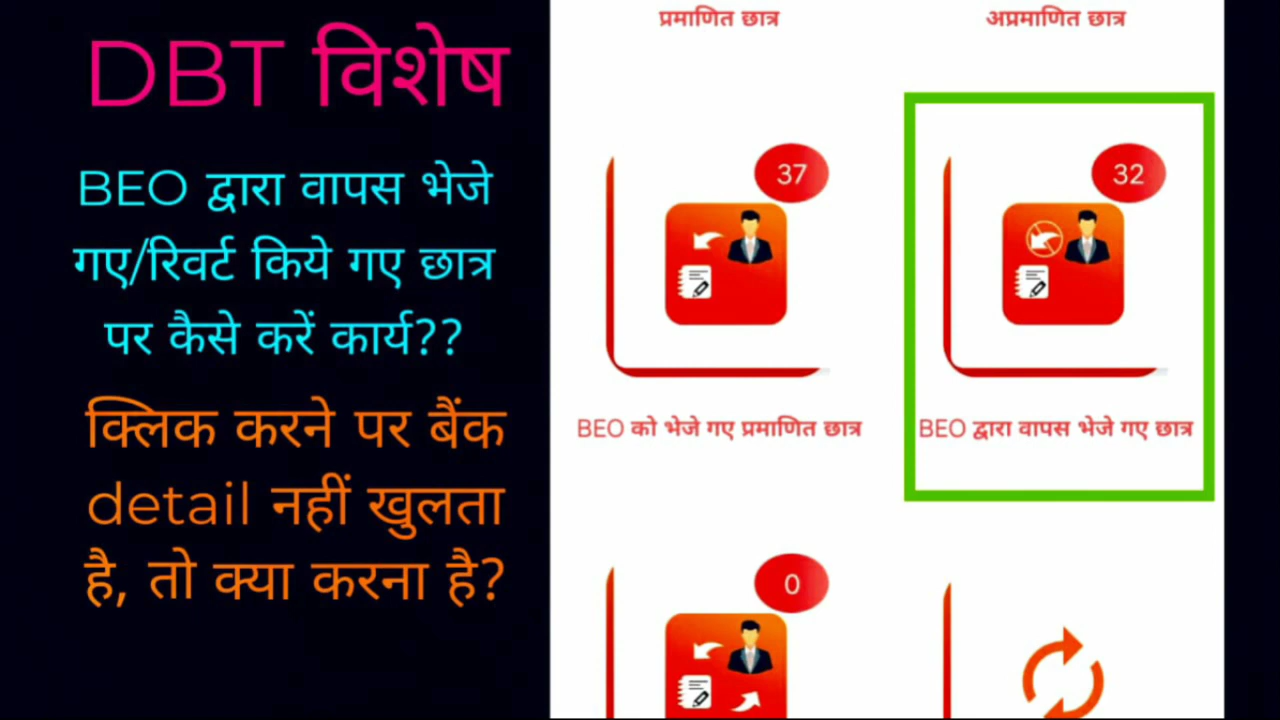 DBT विशेष
BEO द्वारा वापस भेजे
गए/रिवर्ट किये गए छात्र
पर कैसे करें कार्य??
क्लिक करने पर बैंक
detail नहीं खुलता
है, तो क्या करना है?
प्रमाणित छात्र
अप्रमाणित छात्र
37
32
BEO को भेजे गए प्रमाणित छात्र
BEO द्वारा वापस भेजे गए छात्र
0